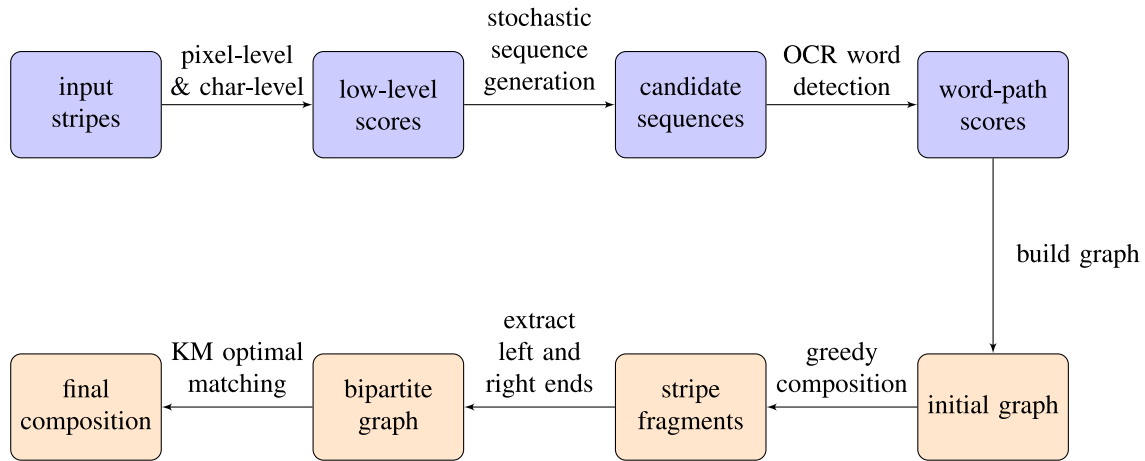 input
stripes
pixel-level
& char-level
low-level
scores
stochastic
sequence
generation
candidate
sequences
OCR word
detection
word-path
scores
build graph
initial graph
greedy
composition
stripe
fragments
extract
left and
right ends
bipartite
graph
KM optimal
matching
final
composition